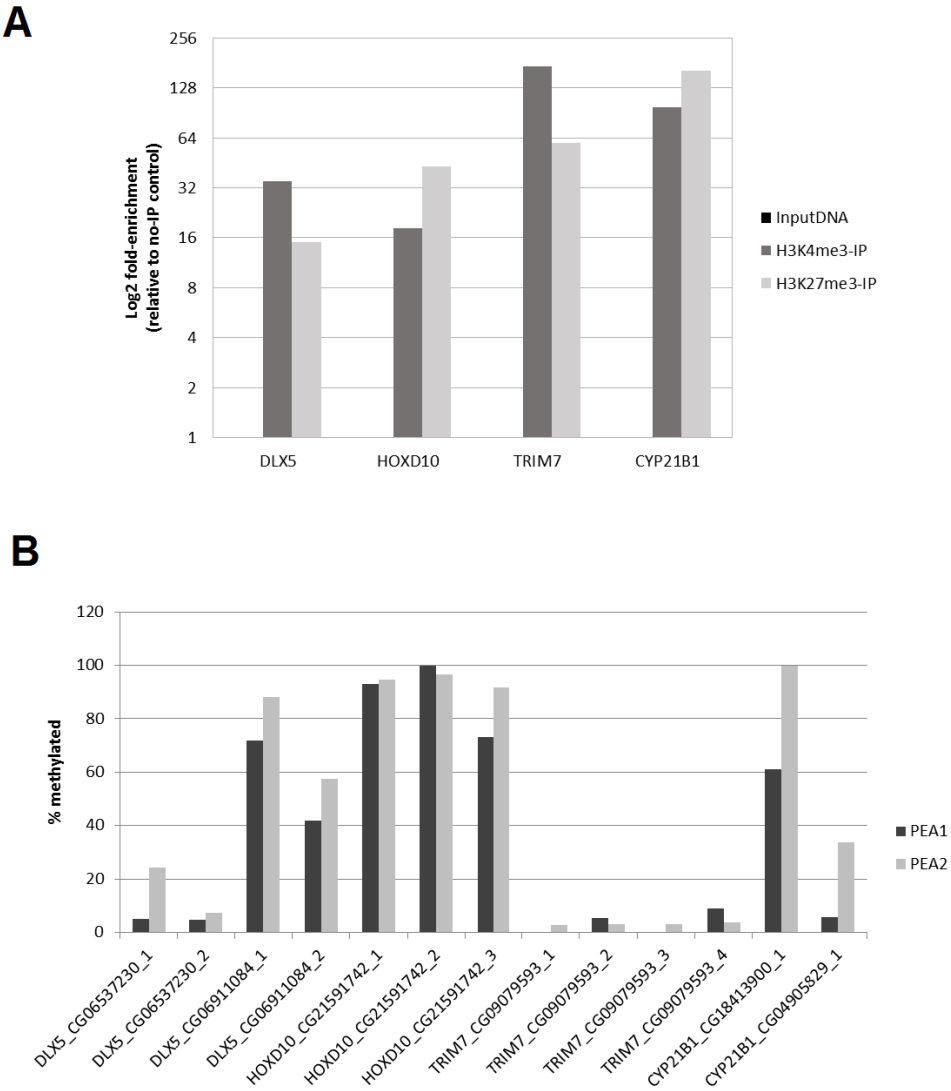 A
256
128
64
32
16
8
4
2
1
Log2 fold-enrichment
(relative to no-IP control)
DLX5 HOXD10 TRIM7 CYP21B1
InputDNA
H3K4me3-IP
H3K27me3-IP
B
120
100
80
60
40
20
0
% methylated
PEA1
PEA2
DLX5_CG06537230_1
DLX5_CG06537230_2
DLX5_CG06911084_1
DLX5_CG06911084_2
HOXD10_CG21591742_1
HOXD10_CG21591742_2
HOXD10_CG21591742_3
TRIM7_CG09079593_1
TRIM7_CG09079593_2
TRIM7_CG09079593_3
TRIM7_CG09079593_4
CYP21B1_CG18413900_1
CYP21B1_CG04905829_1